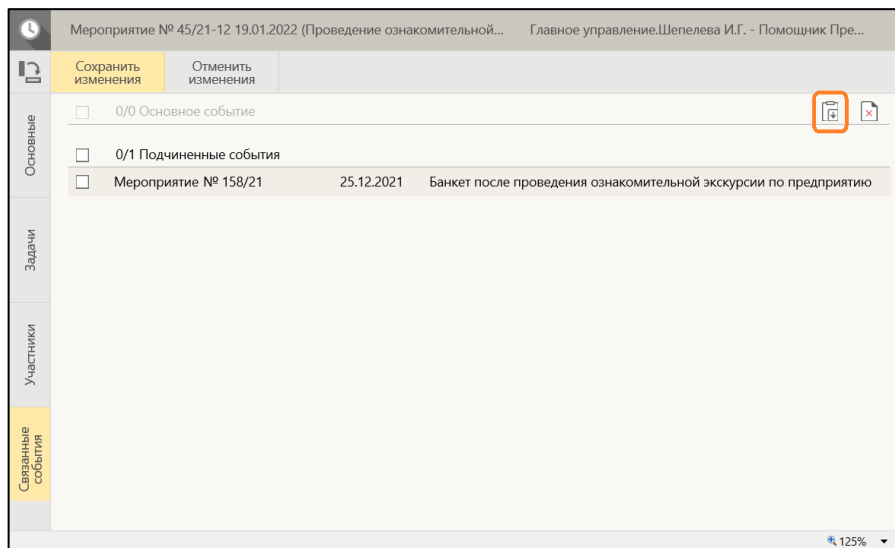 Мероприятие № 45/21-12 19.01.2022 (Проведение ознакомительной... Главное управление.Шепелева И.Г. - Помощник Пре...
Сохранить изменения
Отменить изменения
Основные
Задачи
Участники
Связанные события
0/0 Основное событие
0/1 Подчиненные события
Мероприятие № 158/21 25.12.2021 Банкет после проведения ознакомительной экскурсии по предприятию
125%